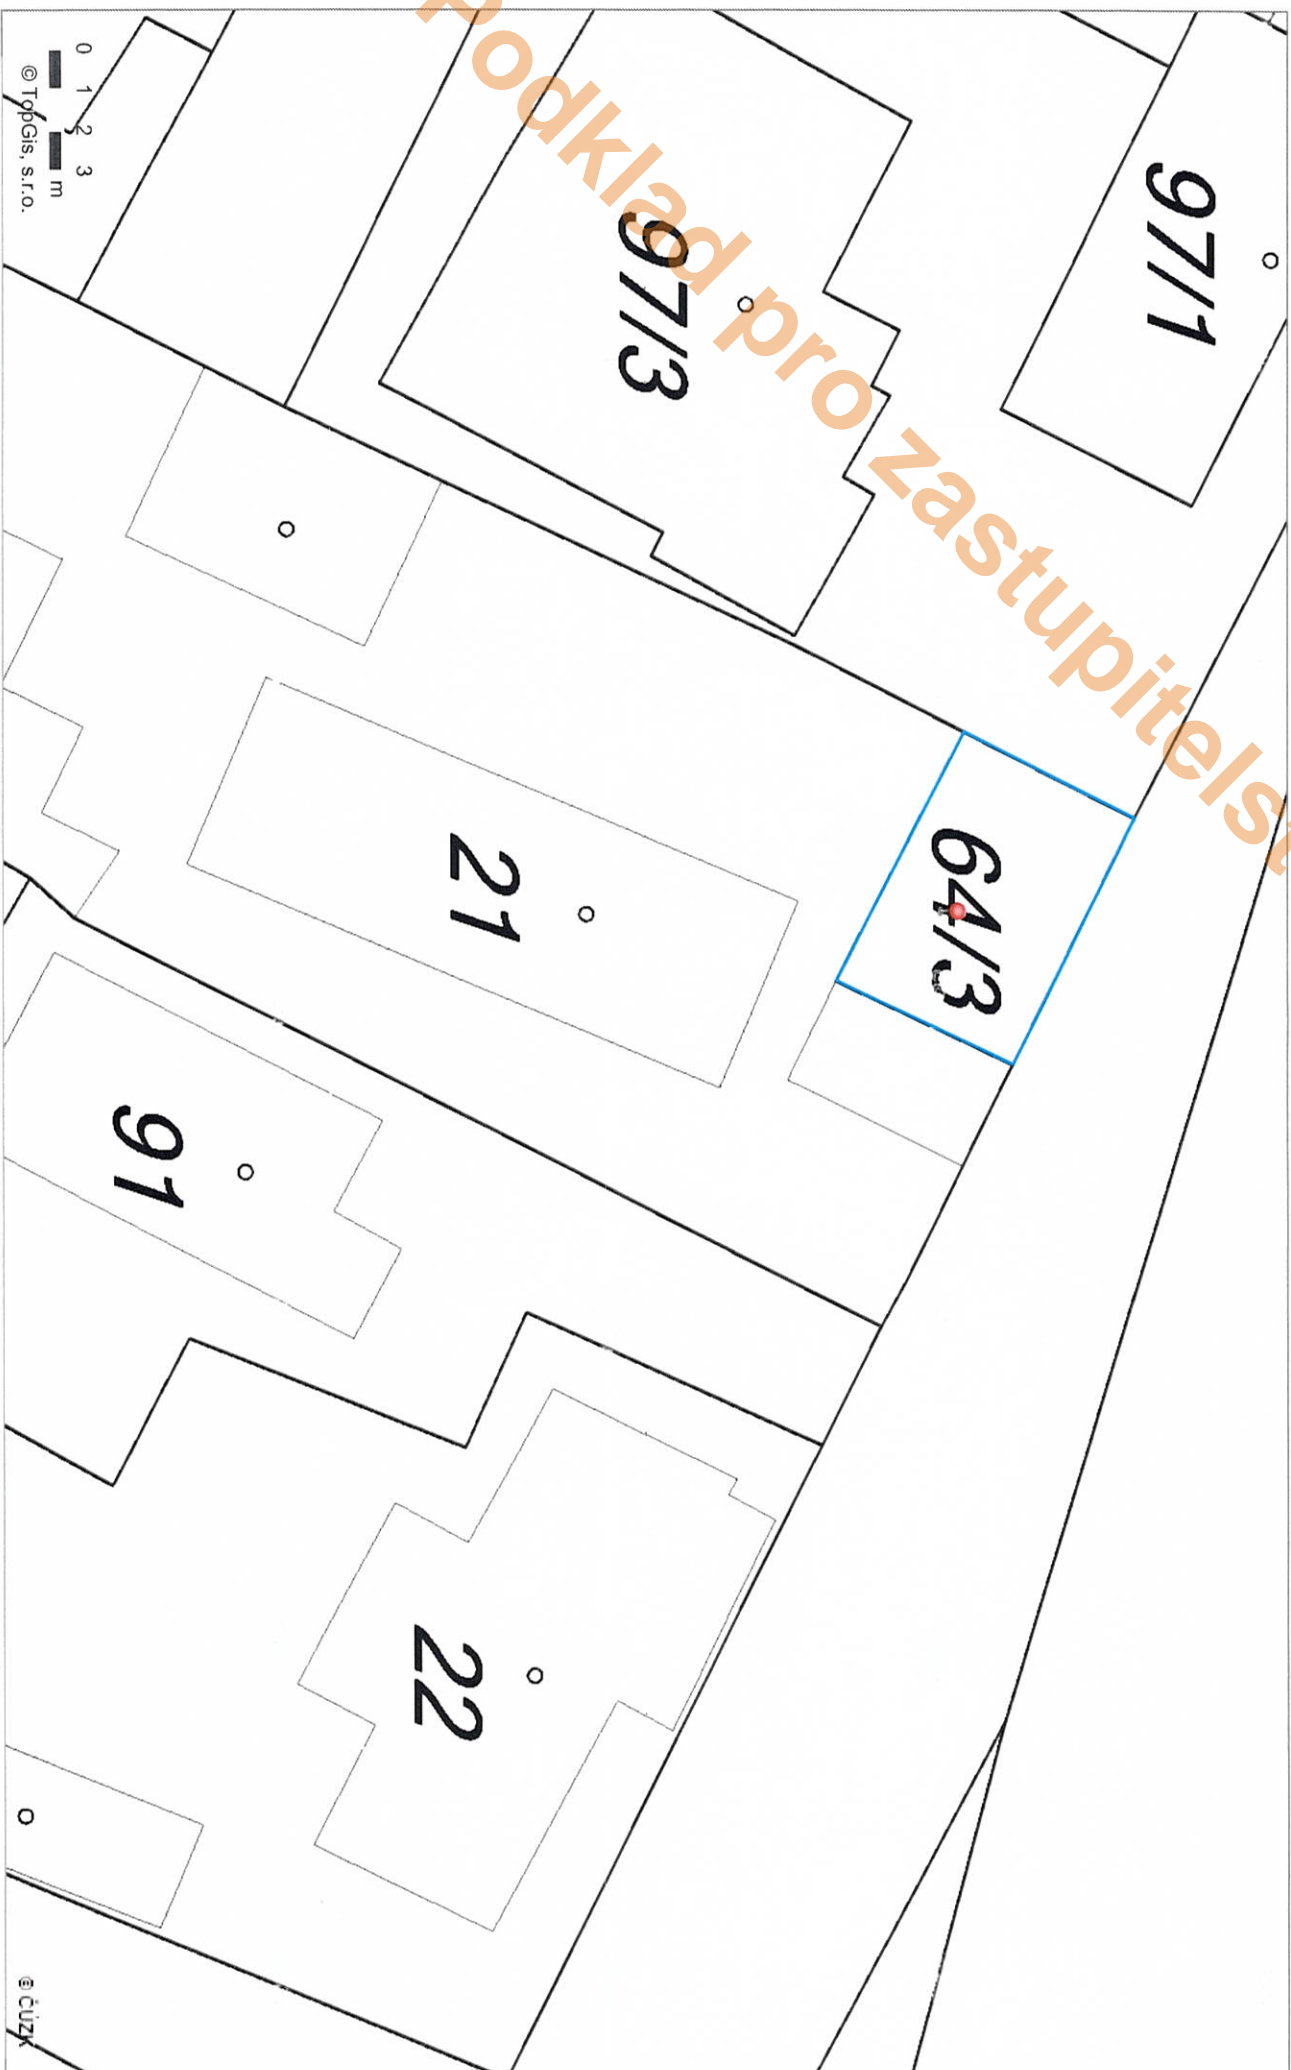 97/1
97/3
64/3
21
91
22
0 1 2 3
m
© TopGis, s.r.o.
© ČÚZK
Podklad pro zastupitelst